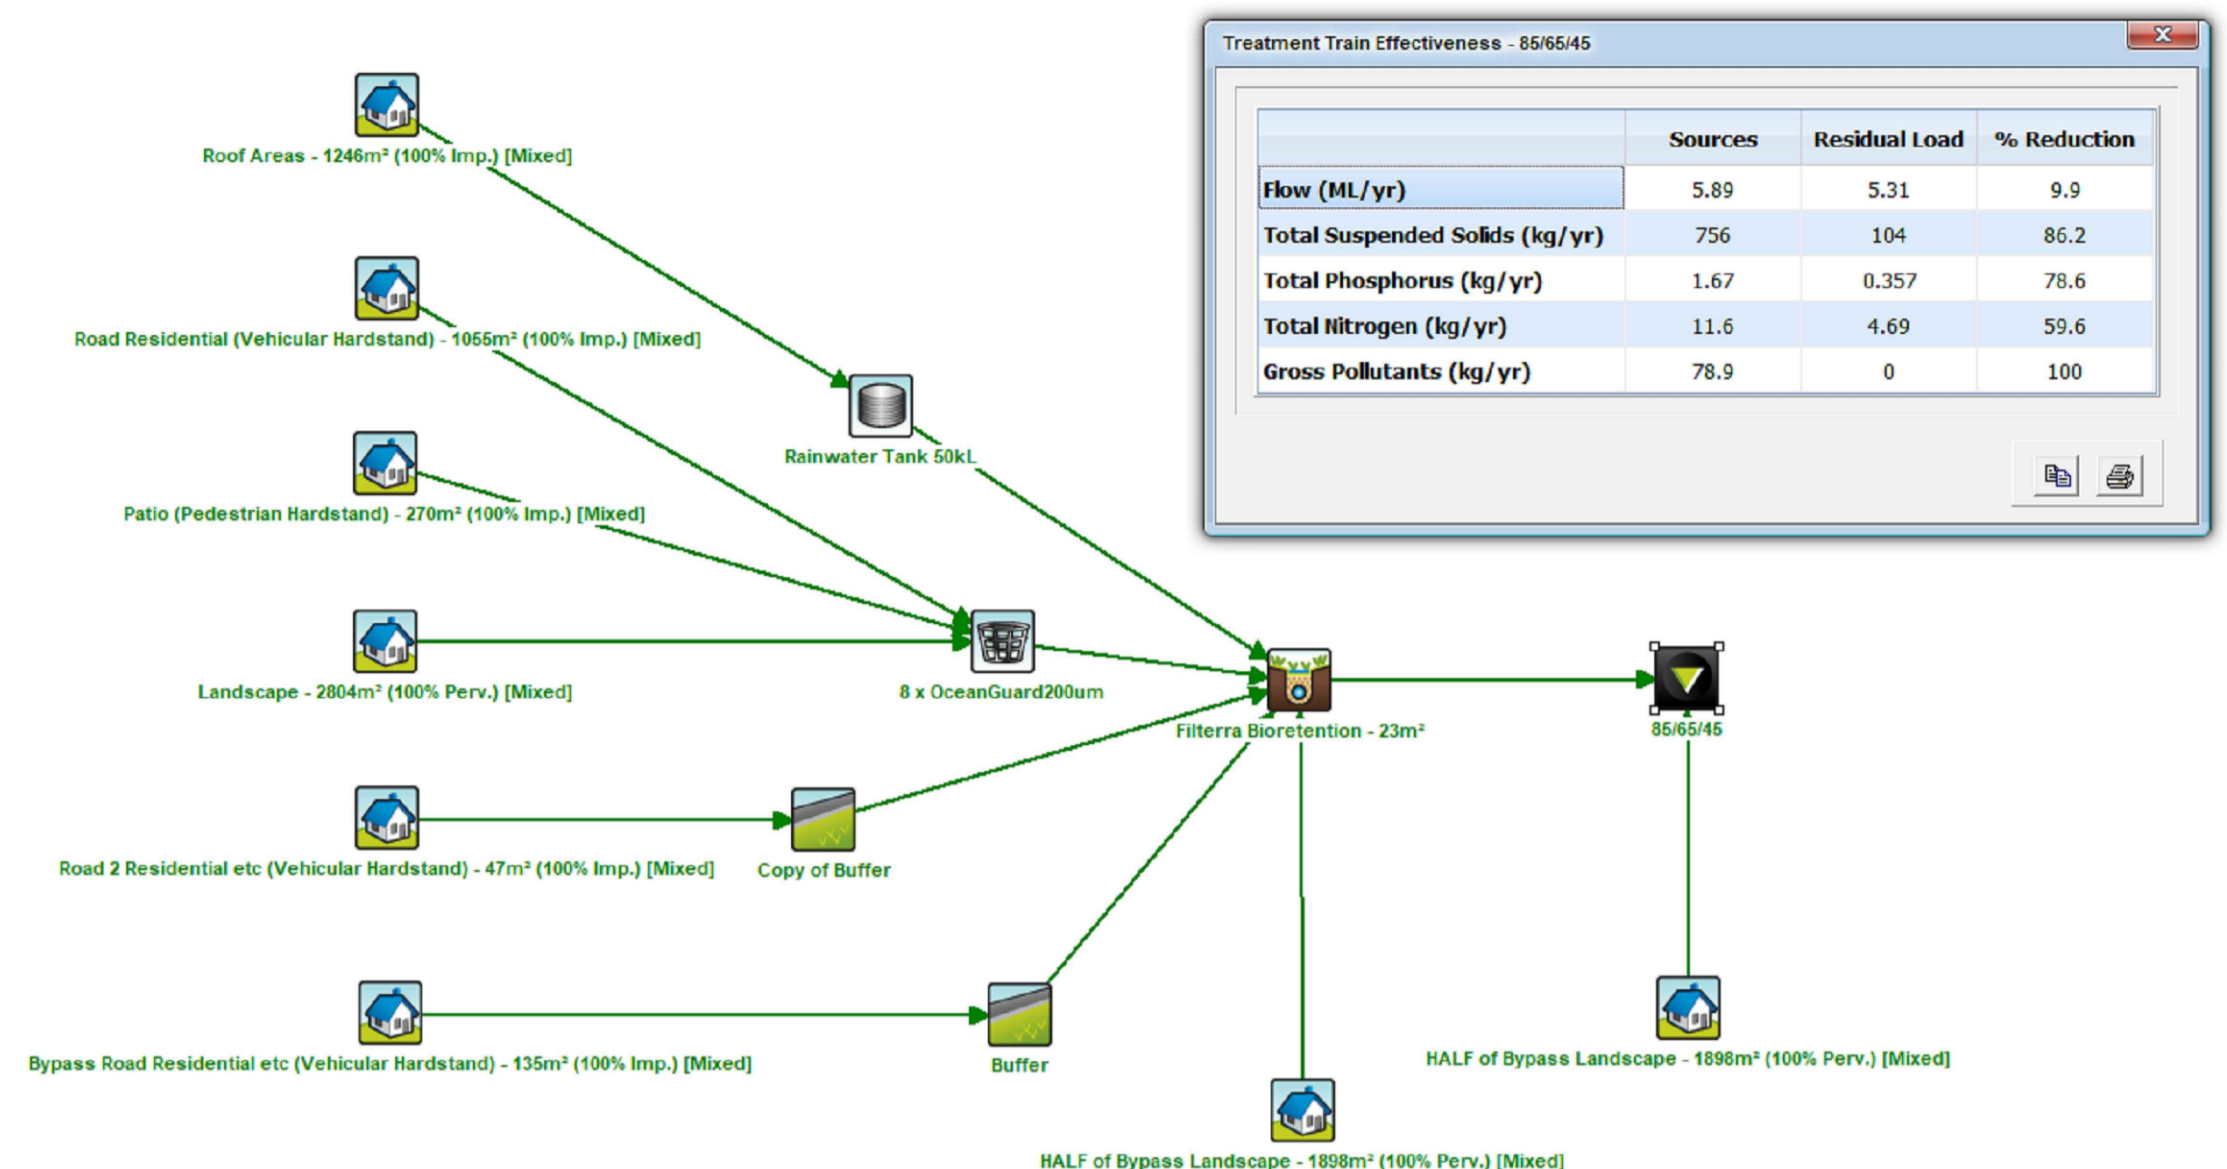 Treatment Train Effectiveness - 85/65/45
Sources Residual Load % Reduction
Flow (ML/yr) 5.89 5.31 9.9
Total Suspended Solids (kg/yr) 756 104 86.2
Total Phosphorus (kg/yr) 1.67 0.357 78.6
Total Nitrogen (kg/yr) 11.6 4.69 59.6
Gross Pollutants (kg/yr) 78.9 0 100
Roof Areas - 1246m² (100% Imp.) [Mixed]
Road Residential (Vehicular Hardstand) - 1055m² (100% Imp.) [Mixed]
Rainwater Tank 50kL
Patio (Pedestrian Hardstand) - 270m² (100% Imp.) [Mixed]
Landscape - 2804m² (100% Perv.) [Mixed]
8 x OceanGuard200um
Filterra Bioretention - 23m²
85/65/45
Road 2 Residential etc (Vehicular Hardstand) - 47m² (100% Imp.) [Mixed]
Copy of Buffer
Bypass Road Residential etc (Vehicular Hardstand) - 135m² (100% Imp.) [Mixed]
Buffer
HALF of Bypass Landscape - 1898m² (100% Perv.) [Mixed]
HALF of Bypass Landscape - 1898m² (100% Perv.) [Mixed]